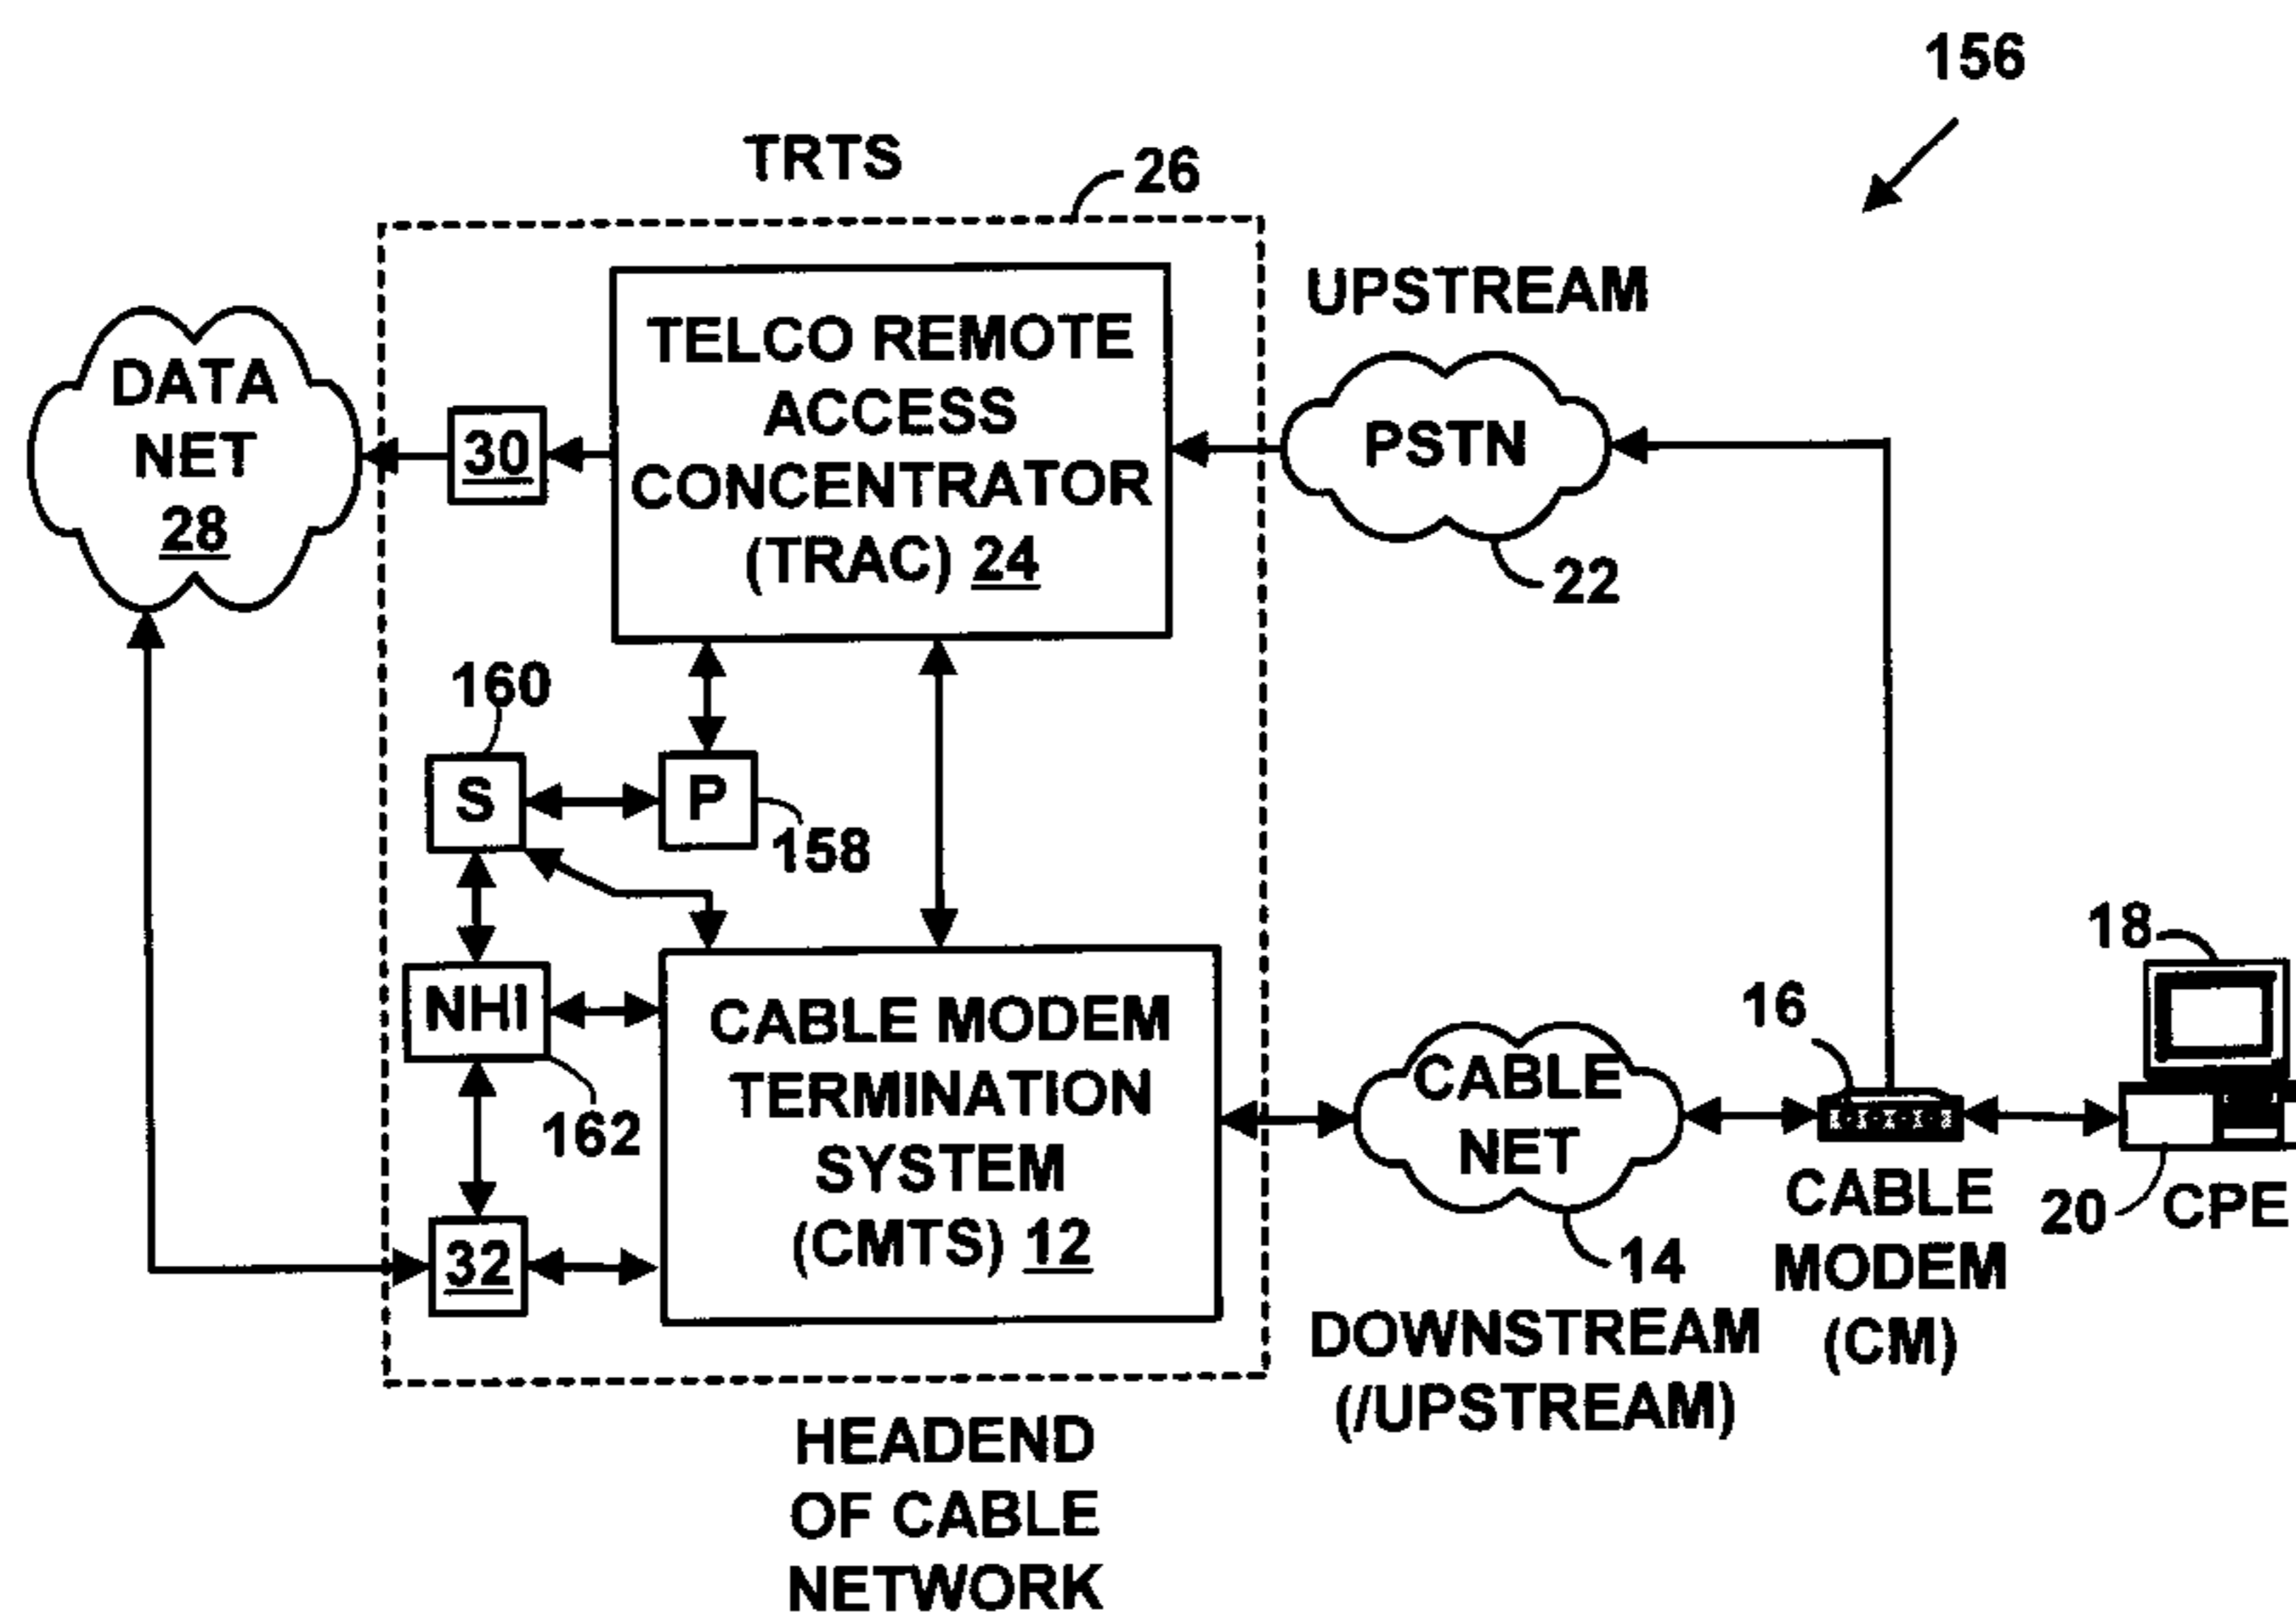 156
TRTS
26
UPSTREAM
DATA
NET
28
30
TELCO REMOTE
ACCESS
CONCENTRATOR
(TRAC) 24
PSTN
22
160
S
P
158
NHI
162
32
CABLE MODEM
TERMINATION
SYSTEM
(CMTS) 12
CABLE
NET
14
DOWNSTREAM
(/UPSTREAM)
16
CABLE
MODEM
(CM)
18
20
CPE
HEADEND
OF CABLE
NETWORK